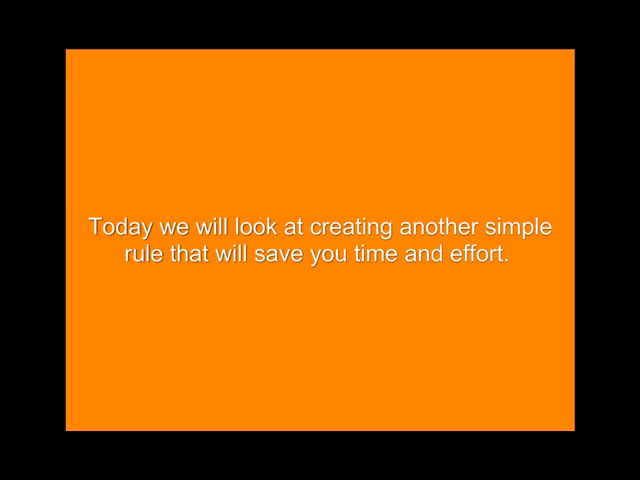 Today we will look at creating another simple
rule that will save you time and effort.